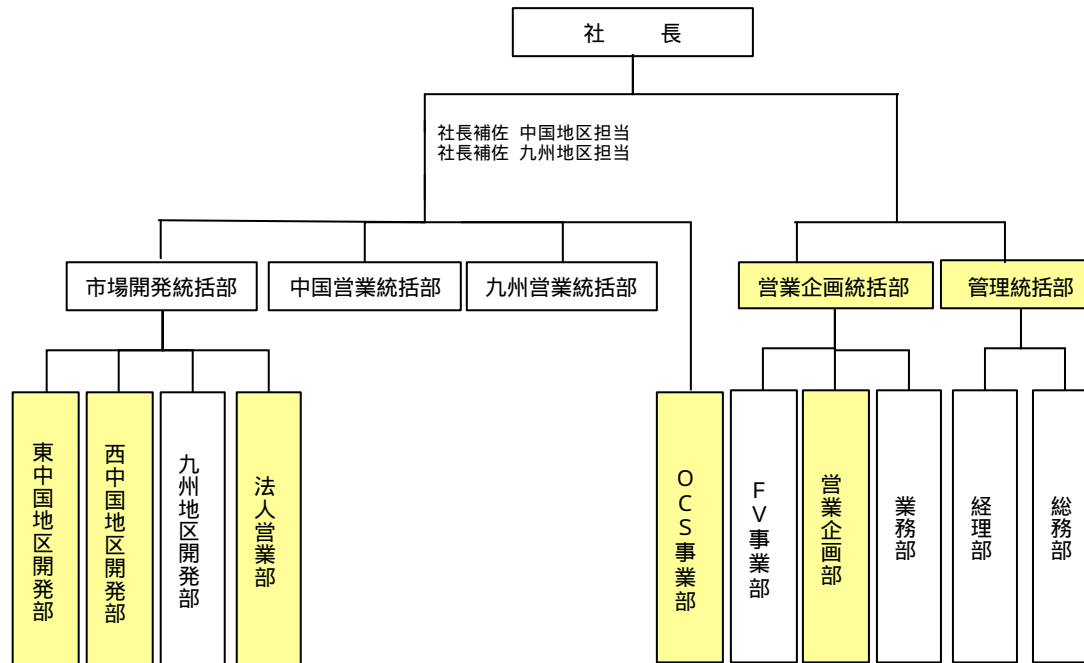 社　　長
社長補佐 中国地区担当
社長補佐 九州地区担当
市場開発統括部
中国営業統括部
九州営業統括部
営業企画統括部
管理統括部
東中国地区開発部
西中国地区開発部
九州地区開発部
法人営業部
OCS事業部
FV事業部
営業企画部
業務部
経理部
総務部